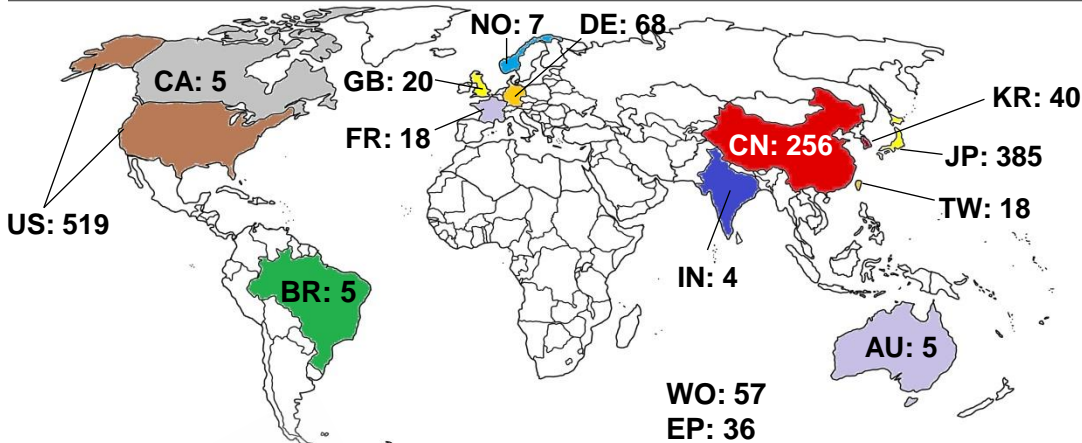 NO: 7
DE: 68
CA: 5
GB: 20
KR: 40
FR: 18
CN: 256
JP: 385
US: 519
TW: 18
IN: 4
BR: 5
AU: 5
WO: 57
EP: 36